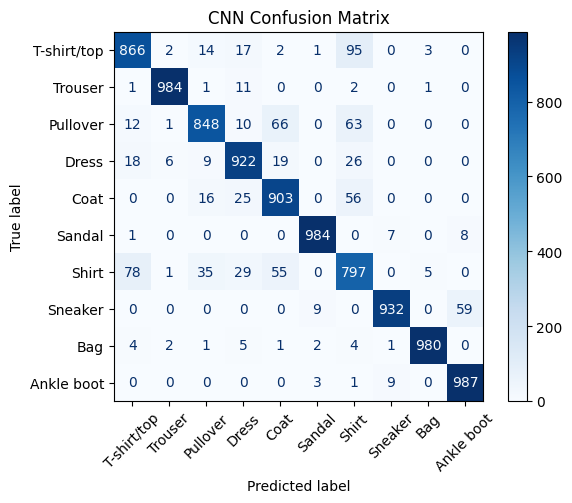 CNN Confusion Matrix
T-shirt/top 866 2 14 17 2 1 95 0 3 0
Trouser 1 984 1 11 0 0 2 0 1 0
Pullover 12 1 848 10 66 0 63 0 0 0
Dress 18 6 9 922 19 0 26 0 0 0
Coat 0 0 16 25 903 0 56 0 0 0
Sandal 1 0 0 0 0 984 0 7 0 8
Shirt 78 1 35 29 55 0 797 0 5 0
Sneaker 0 0 0 0 0 9 0 932 0 59
Bag 4 2 1 5 1 2 4 1 980 0
Ankle boot 0 0 0 0 0 3 1 9 0 987
T-shirt/top Trouser Pullover Dress Coat Sandal Shirt Sneaker Bag Ankle boot
Predicted label
True label
800
600
400
200
0